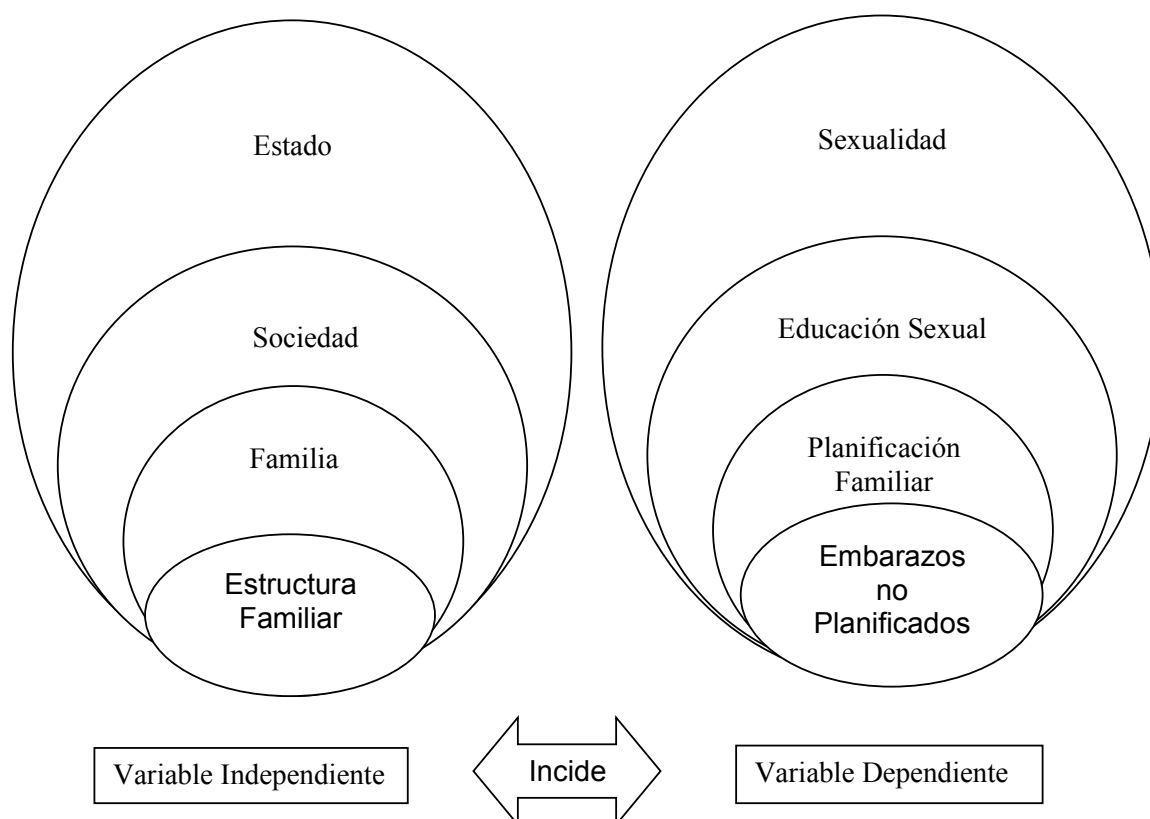 Estado
Sociedad
Familia
Estructura
Familiar
Sexualidad
Educación Sexual
Planificación
Familiar
Embarazos
no
Planificados
Variable Independiente
Incide
Variable Dependiente